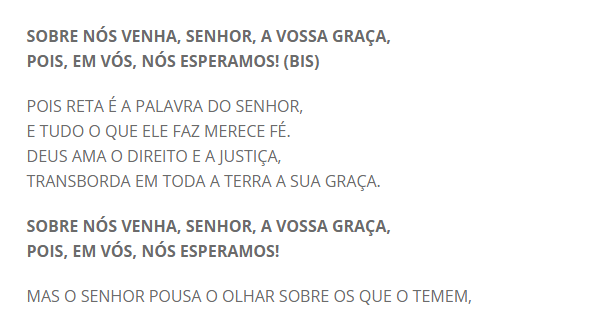 SOBRE NÓS VENHA, SENHOR, A VOSSA GRAÇA,
POIS, EM VÓS, NÓS ESPERAMOS! (BIS)
POIS RETA É A PALAVRA DO SENHOR,
E TUDO O QUE ELE FAZ MERECE FÉ.
DEUS AMA O DIREITO E A JUSTIÇA,
TRANSBORDA EM TODA A TERRA A SUA GRAÇA.
SOBRE NÓS VENHA, SENHOR, A VOSSA GRAÇA,
POIS, EM VÓS, NÓS ESPERAMOS!
MAS O SENHOR POUSA O OLHAR SOBRE OS QUE O TEMEM,